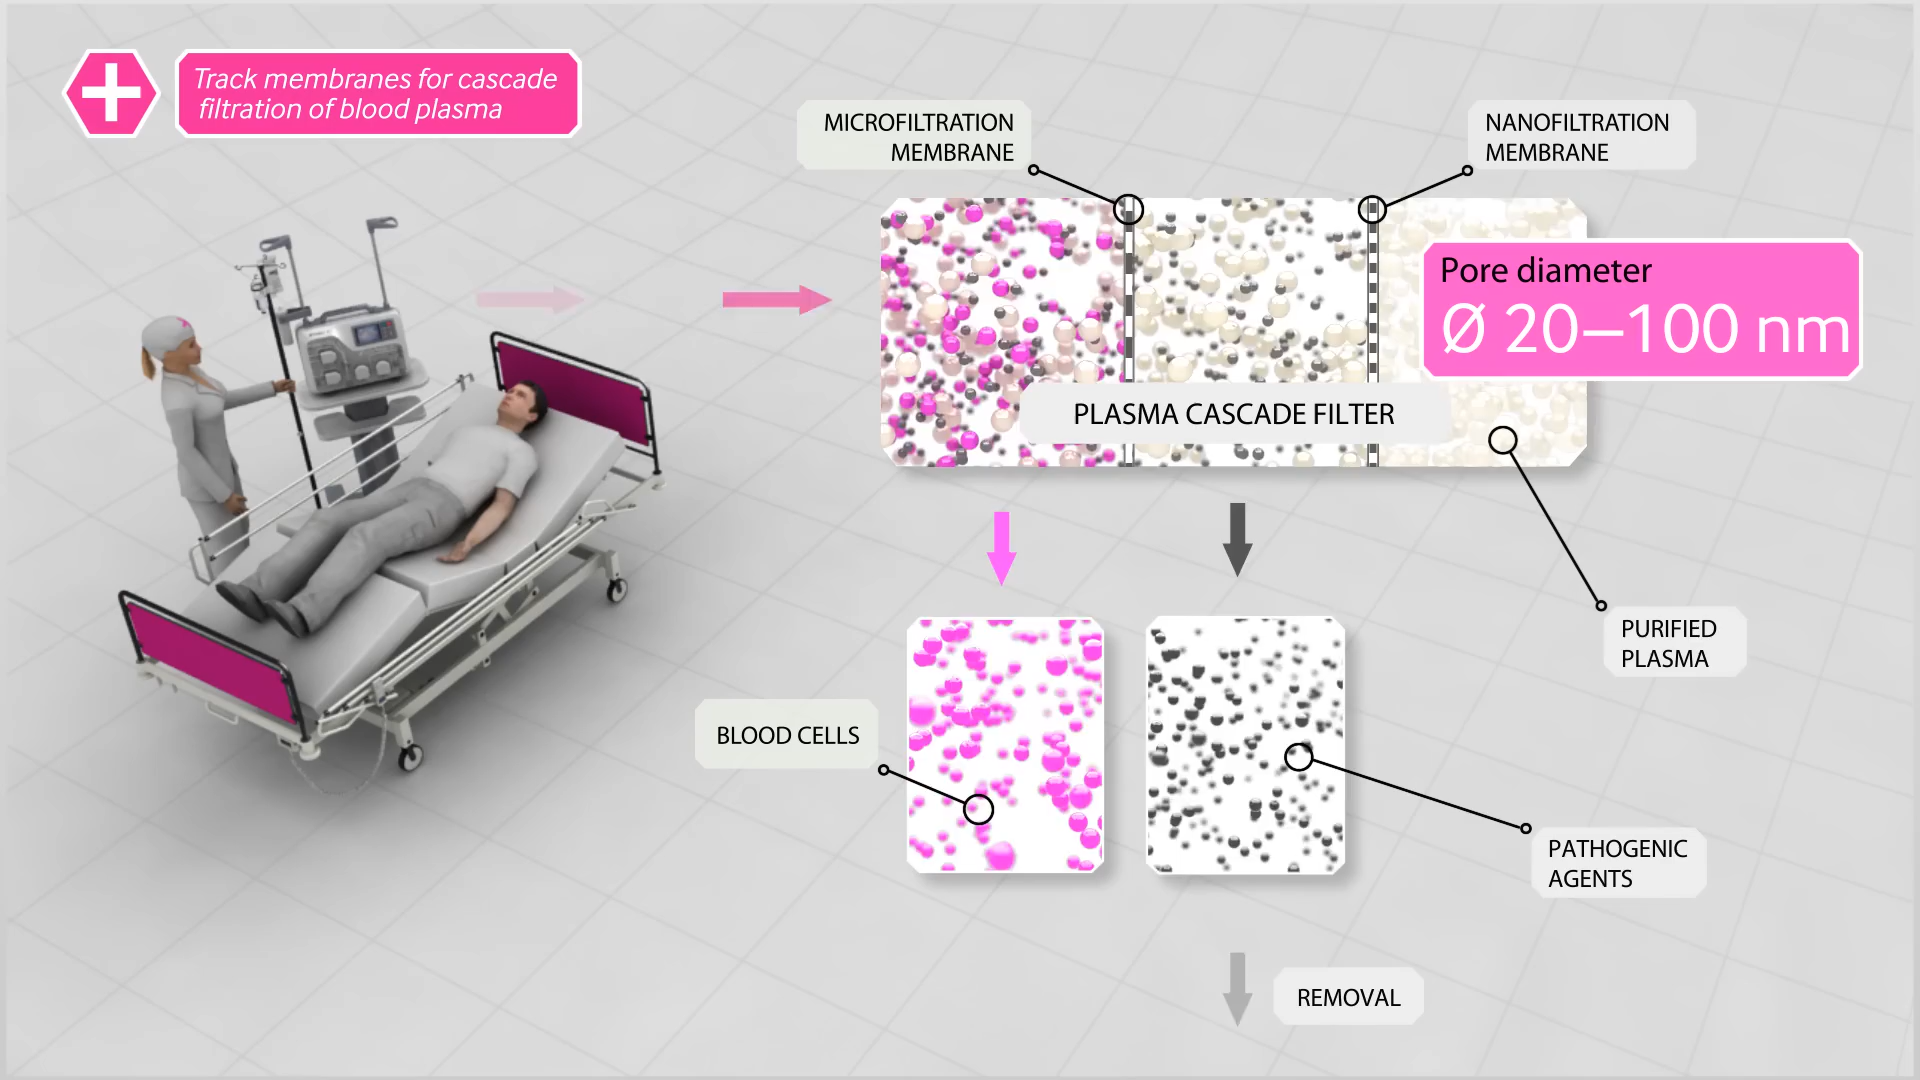 Track membranes for cascade
filtration of blood plasma
MICROFILTRATION
MEMBRANE
NANOFILTRATION
MEMBRANE
Pore diameter
Ø 20–100 nm
PLASMA CASCADE FILTER
PURIFIED
PLASMA
BLOOD CELLS
PATHOGENIC
AGENTS
REMOVAL